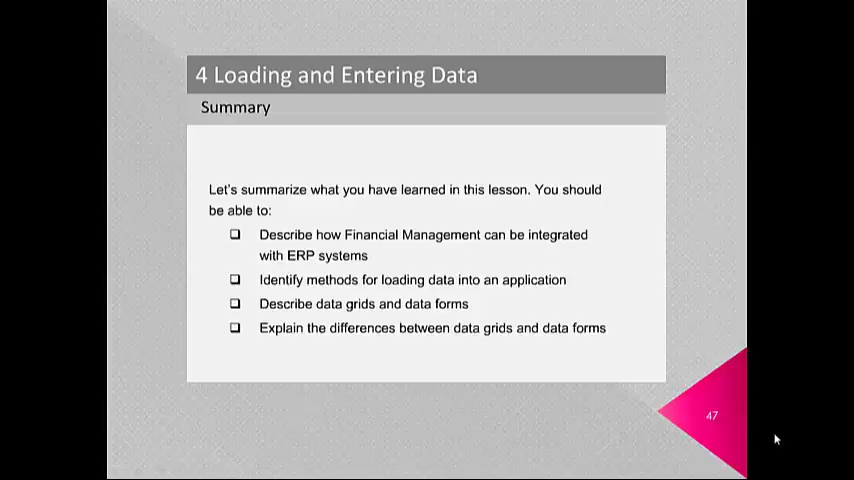 4 Loading and Entering Data
Summary
Let's summarize what you have learned in this lesson. You should
be able to:
Describe how Financial Management can be integrated
with ERP systems
Identify methods for loading data into an application
Describe data grids and data forms
Explain the differences between data grids and data forms
47